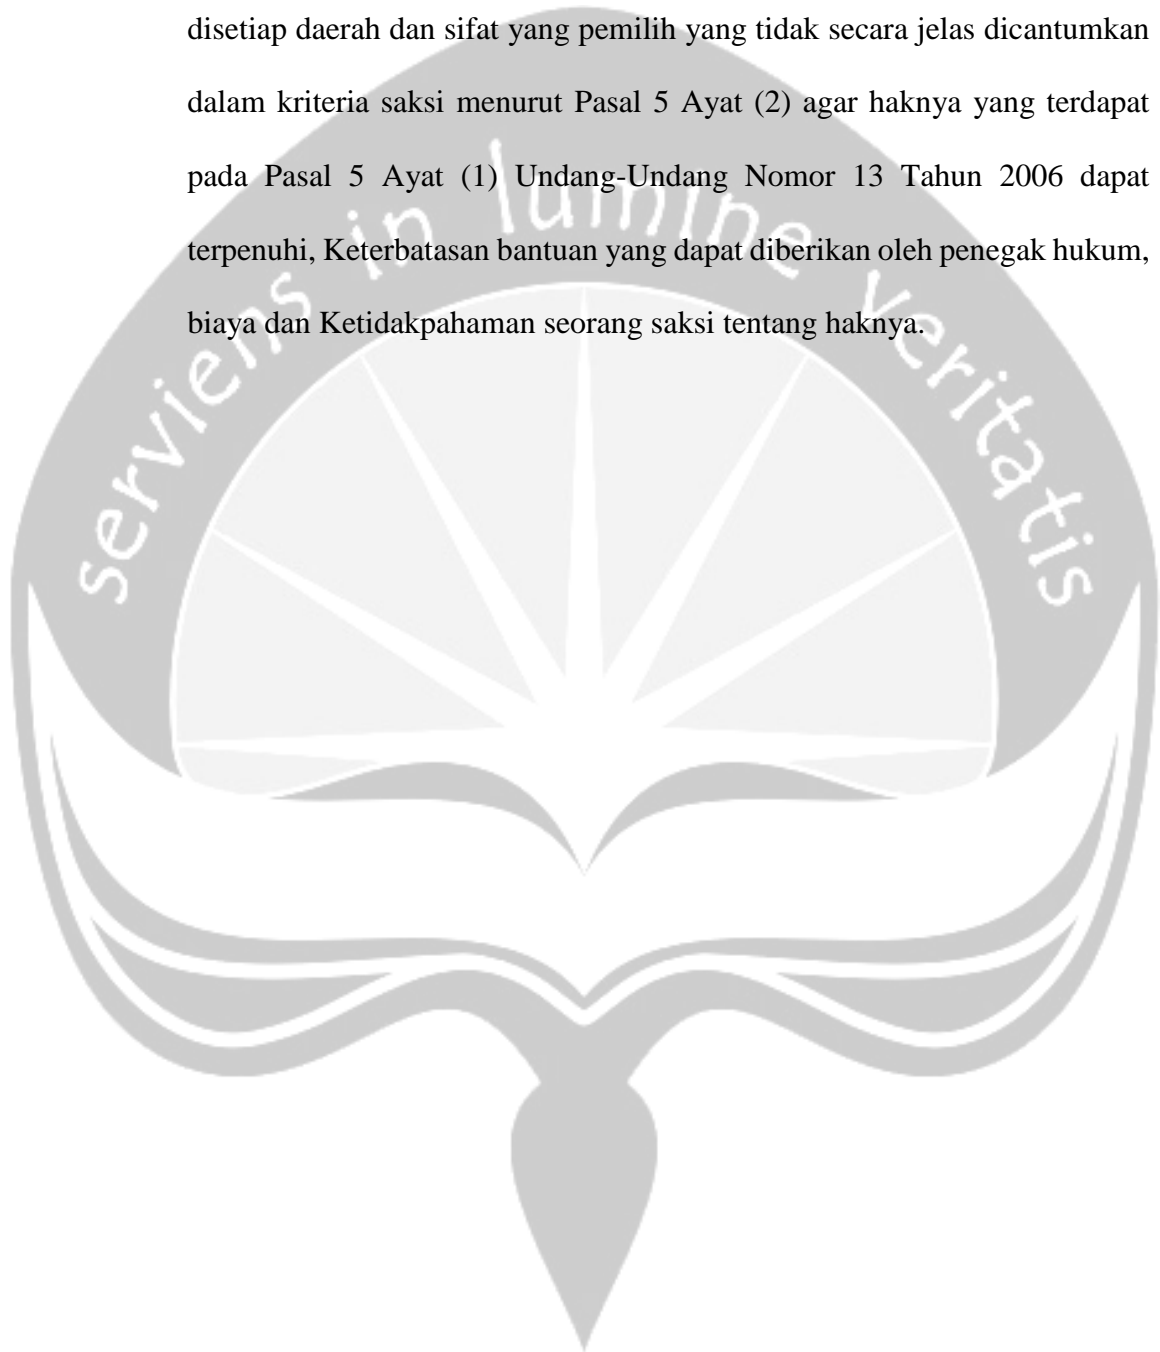 disetiap daerah dan sifat yang pemilih yang tidak secara jelas dicantumkan
dalam kriteria saksi menurut Pasal 5 Ayat (2) agar haknya yang terdapat
pada Pasal 5 Ayat (1) Undang-Undang Nomor 13 Tahun 2006 dapat
terpenuhi, Keterbatasan bantuan yang dapat diberikan oleh penegak hukum,
biaya dan Ketidakpahaman seorang saksi tentang haknya.
serviens in lumine veritatis